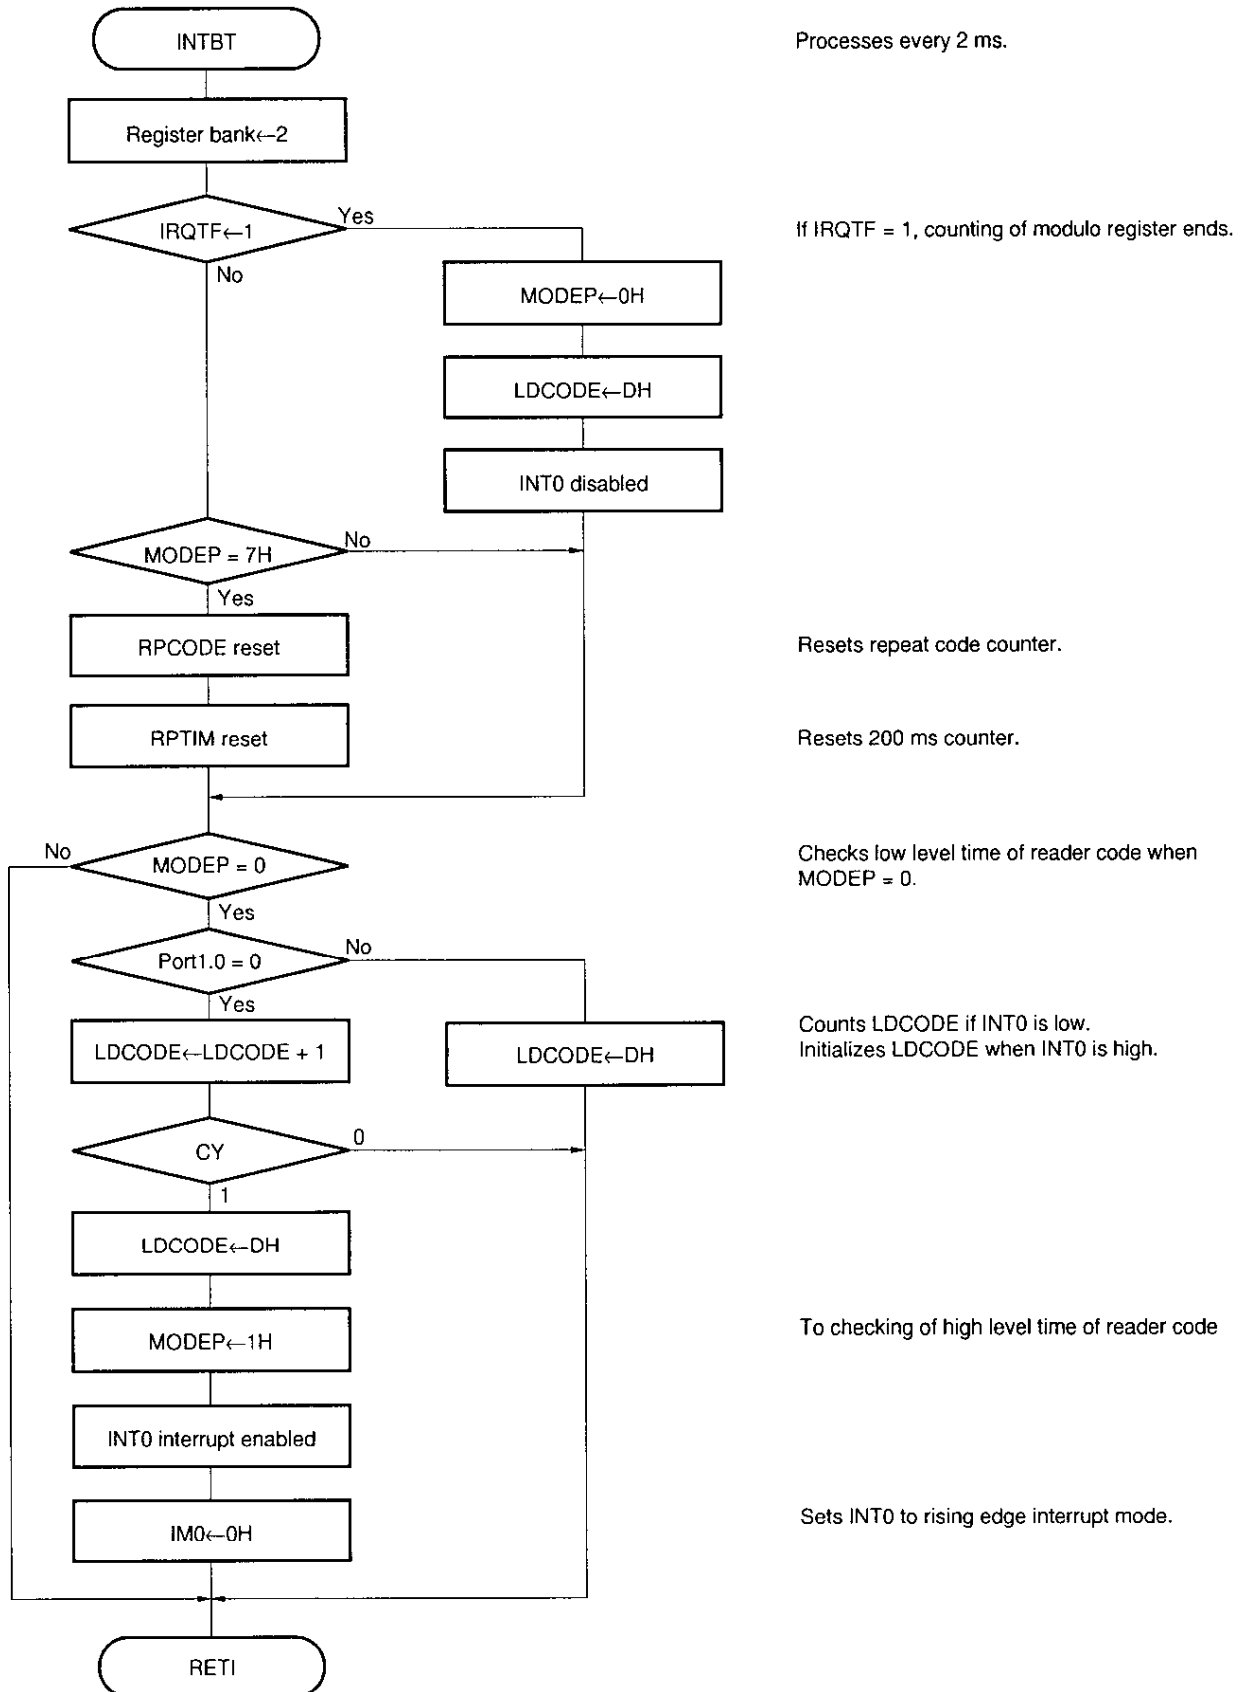 INTBT
Processes every 2 ms.
Register bank←2
IRQTF←1
Yes
If IRQTF = 1, counting of modulo register ends.
No
MODEP←0H
LDCODE←DH
INT0 disabled
MODEP = 7H
No
Yes
RPCODE reset
Resets repeat code counter.
RPTIM reset
Resets 200 ms counter.
No
MODEP = 0
Checks low level time of reader code when
MODEP = 0.
Yes
Port1.0 = 0
No
Yes
LDCODE←LDCODE + 1
LDCODE←DH
Counts LDCODE if INT0 is low.
Initializes LDCODE when INT0 is high.
CY
0
1
LDCODE←DH
MODEP←1H
To checking of high level time of reader code
INT0 interrupt enabled
IM0←0H
Sets INT0 to rising edge interrupt mode.
RETI